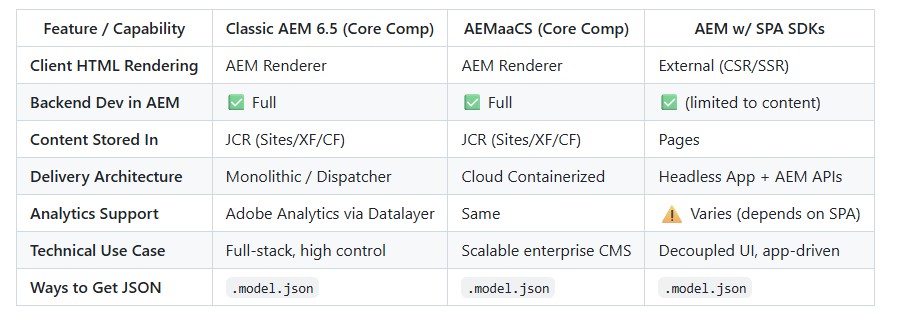 Feature / Capability Classic AEM 6.5 (Core Comp) AEMaaCS (Core Comp) AEM w/ SPA SDKs
Client HTML Rendering AEM Renderer AEM Renderer External (CSR/SSR)
Backend Dev in AEM ✅ Full ✅ Full ✅ (limited to content)
Content Stored In JCR (Sites/XF/CF) JCR (Sites/XF/CF) Pages
Delivery Architecture Monolithic / Dispatcher Cloud Containerized Headless App + AEM APIs
Analytics Support Adobe Analytics via Datalayer Same ⚠️ Varies (depends on SPA)
Technical Use Case Full-stack, high control Scalable enterprise CMS Decoupled UI, app-driven
Ways to Get JSON .model.json .model.json .model.json